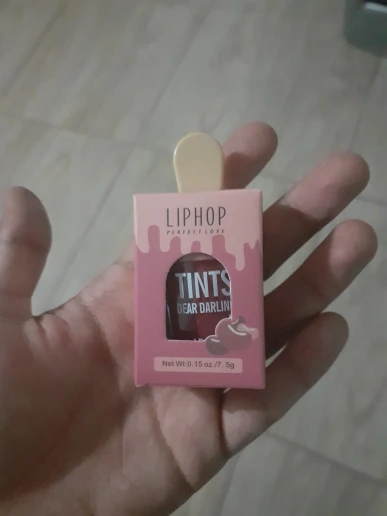 LIPHOP
PERFECT LOVE
TINTS
DEAR DARLIN
Net Wt.0.15 oz /7. 5g